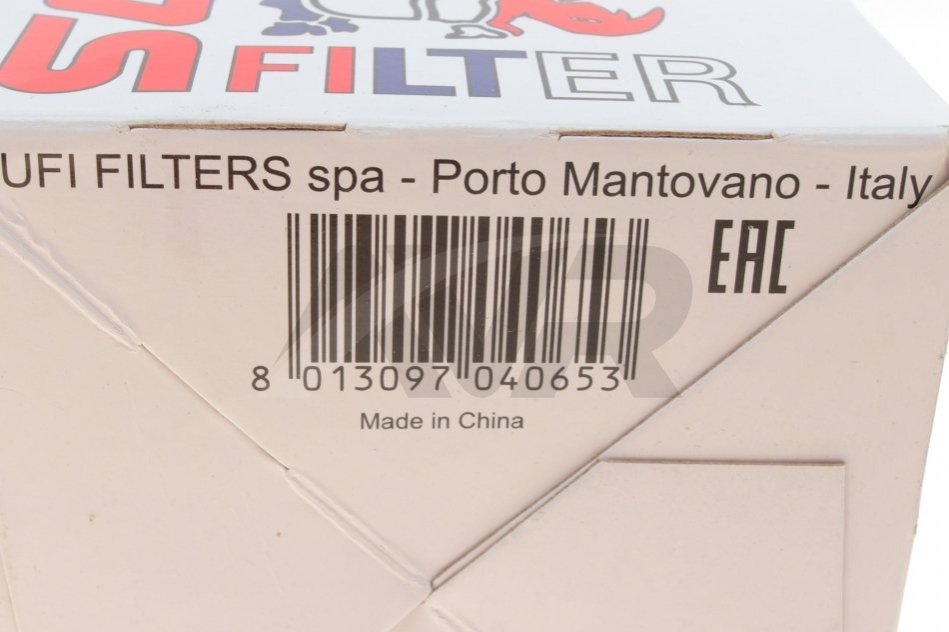 FILTER
UFI FILTERS spa - Porto Mantovano - Italy
EAC
8 013097 040653
Made in China